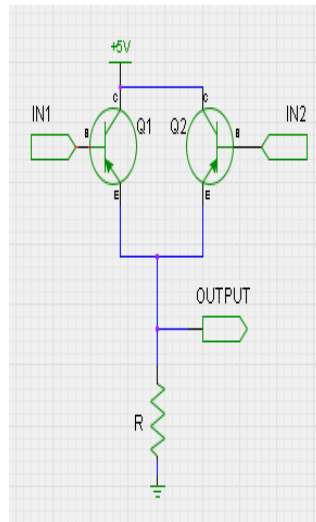 +5V
C C
IN1 B Q1 Q2 B IN2
E E
OUTPUT
R